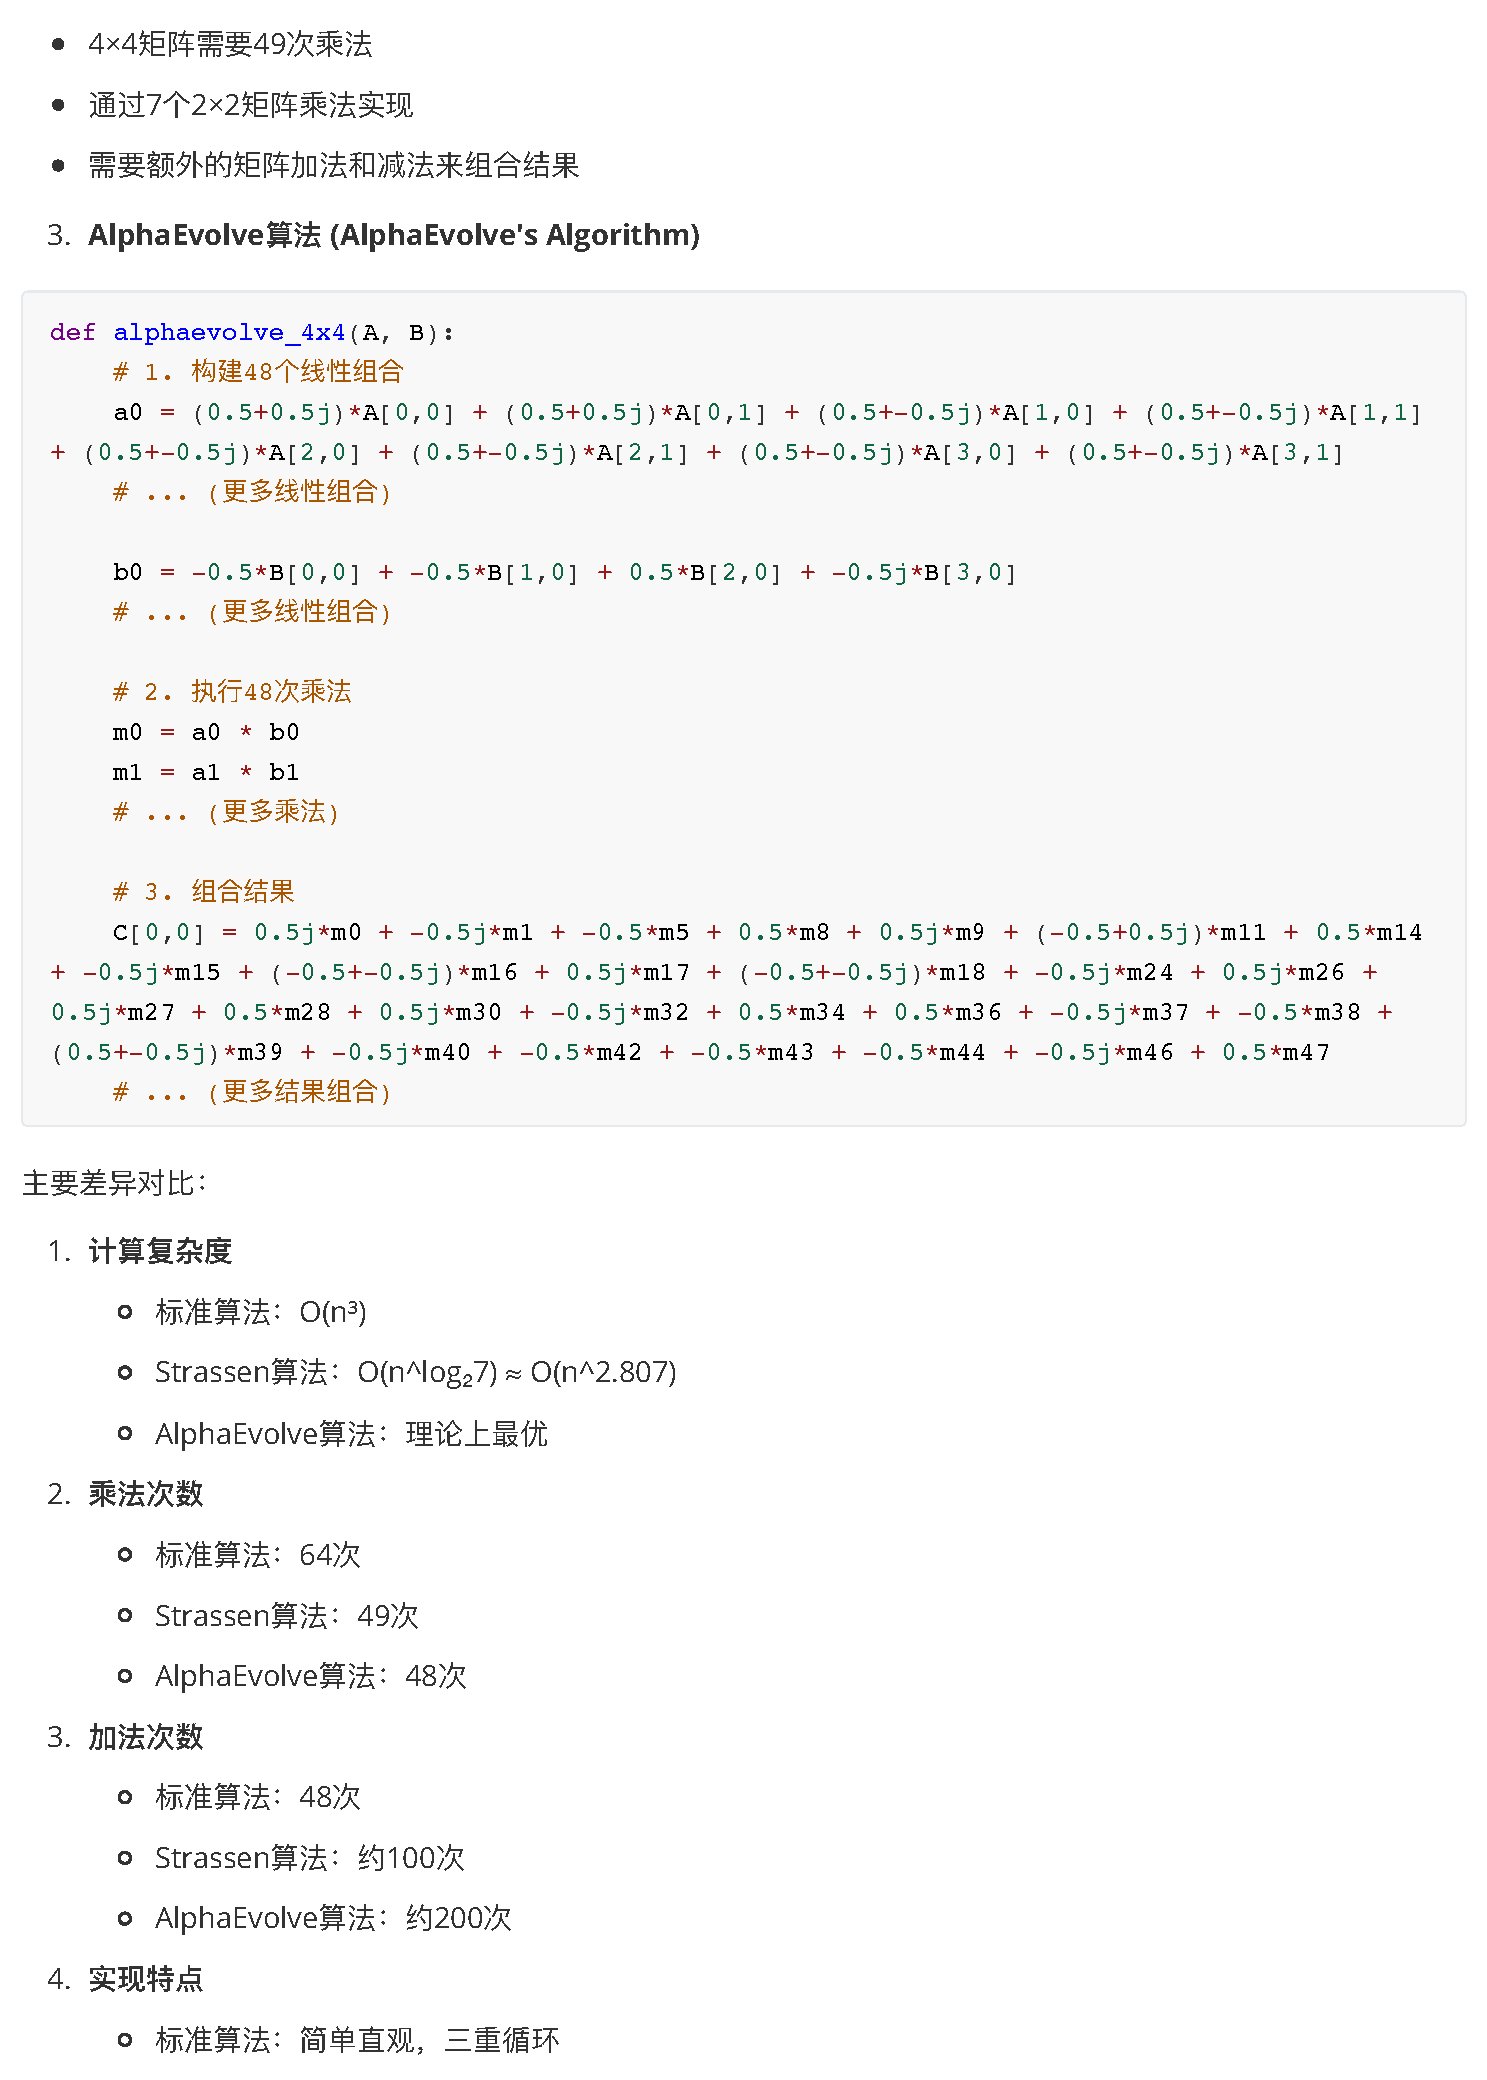 4×4矩阵需要49次乘法
通过7个2×2矩阵乘法实现
需要额外的矩阵加法和减法来组合结果
3. AlphaEvolve算法 (AlphaEvolve's Algorithm)
def alphaevolve_4x4(A, B):
    # 1. 构建48个线性组合
    a0 = (0.5+0.5j)*A[0,0] + (0.5+0.5j)*A[0,1] + (0.5+-0.5j)*A[1,0] + (0.5+-0.5j)*A[1,1]
+ (0.5+-0.5j)*A[2,0] + (0.5+-0.5j)*A[2,1] + (0.5+-0.5j)*A[3,0] + (0.5+-0.5j)*A[3,1]
    # ... (更多线性组合)
    b0 = -0.5*B[0,0] + -0.5*B[1,0] + 0.5*B[2,0] + -0.5j*B[3,0]
    # ... (更多线性组合)
    # 2. 执行48次乘法
    m0 = a0 * b0
    m1 = a1 * b1
    # ... (更多乘法)
    # 3. 组合结果
    C[0,0] = 0.5j*m0 + -0.5j*m1 + -0.5*m5 + 0.5*m8 + 0.5j*m9 + (-0.5+0.5j)*m11 + 0.5*m14
+ -0.5j*m15 + (-0.5+-0.5j)*m16 + 0.5j*m17 + (-0.5+-0.5j)*m18 + -0.5j*m24 + 0.5j*m26 +
0.5j*m27 + 0.5*m28 + 0.5j*m30 + -0.5j*m32 + 0.5*m34 + 0.5*m36 + -0.5j*m37 + -0.5*m38 +
(0.5+-0.5j)*m39 + -0.5j*m40 + -0.5*m42 + -0.5*m43 + -0.5*m44 + -0.5j*m46 + 0.5*m47
    # ... (更多结果组合)
主要差异对比：
1. 计算复杂度
标准算法：O(n³)
Strassen算法：O(n^log₂7) ≈ O(n^2.807)
AlphaEvolve算法：理论上最优
2. 乘法次数
标准算法：64次
Strassen算法：49次
AlphaEvolve算法：48次
3. 加法次数
标准算法：48次
Strassen算法：约100次
AlphaEvolve算法：约200次
4. 实现特点
标准算法：简单直观，三重循环